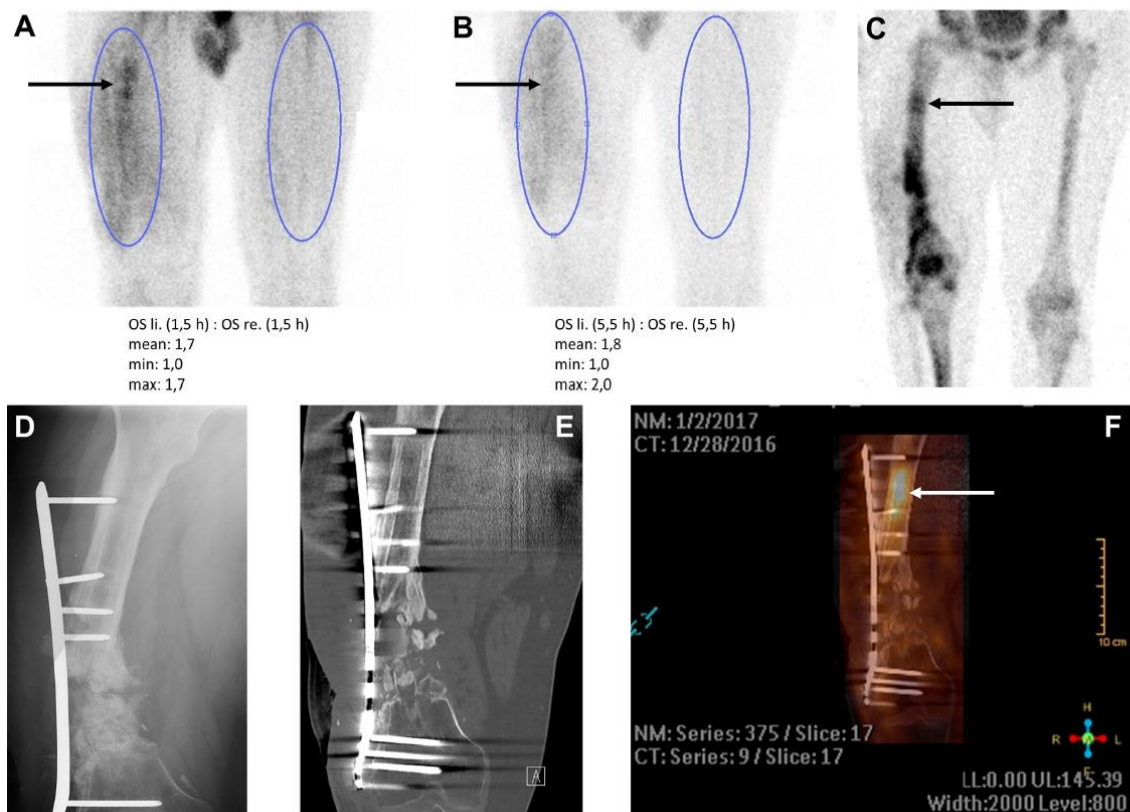 A
B
C
OS li. (1,5 h) : OS re. (1,5 h)
mean: 1,7
min: 1,0
max: 1,7
OS li. (5,5 h) : OS re. (5,5 h)
mean: 1,8
min: 1,0
max: 2,0
D
E
A
F
NM: 1/2/2017
CT: 12/28/2016
10 cm
H
R A L
F
NM: Series: 375 / Slice: 17
CT: Series: 9 / Slice: 17
LL:0.00 UL:145.39
Width:2000 Level:800